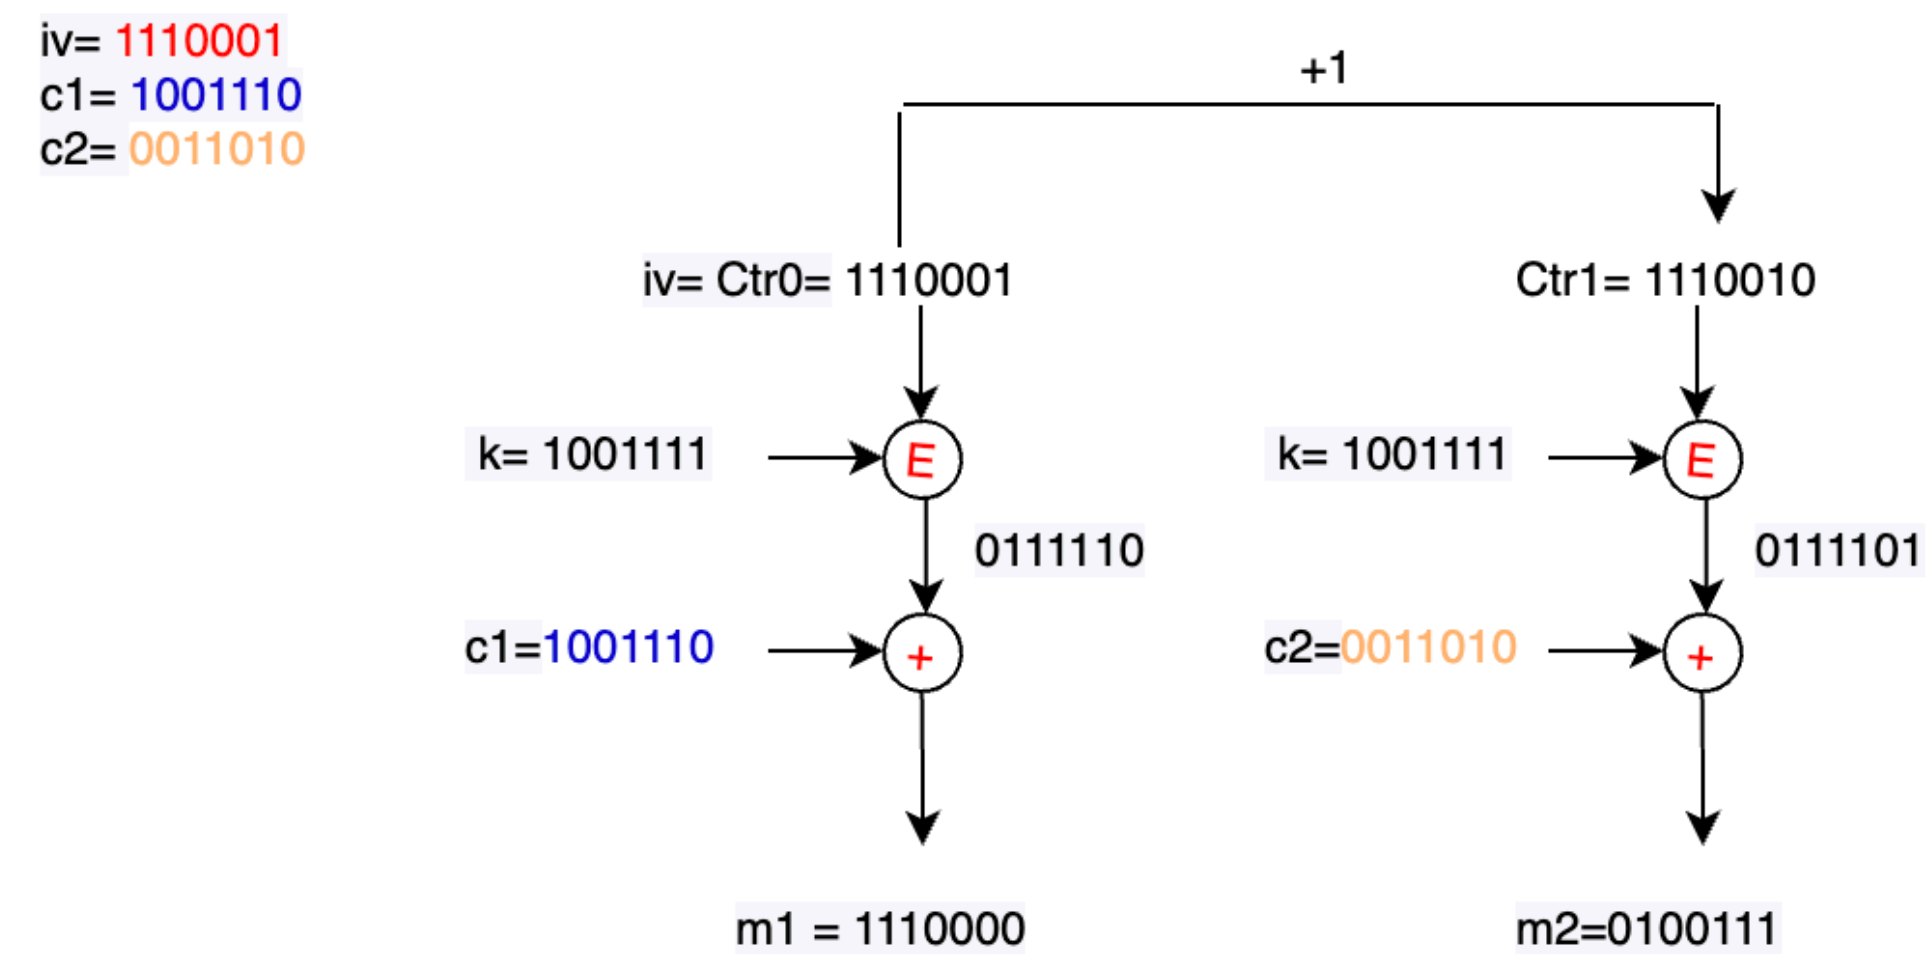 iv= 1110001
c1= 1001110
c2= 0011010
+1
iv= Ctr0= 1110001
Ctr1= 1110010
k= 1001111
E
k= 1001111
E
0111110
0111101
c1=1001110
+
c2=0011010
+
m1 = 1110000
m2=0100111